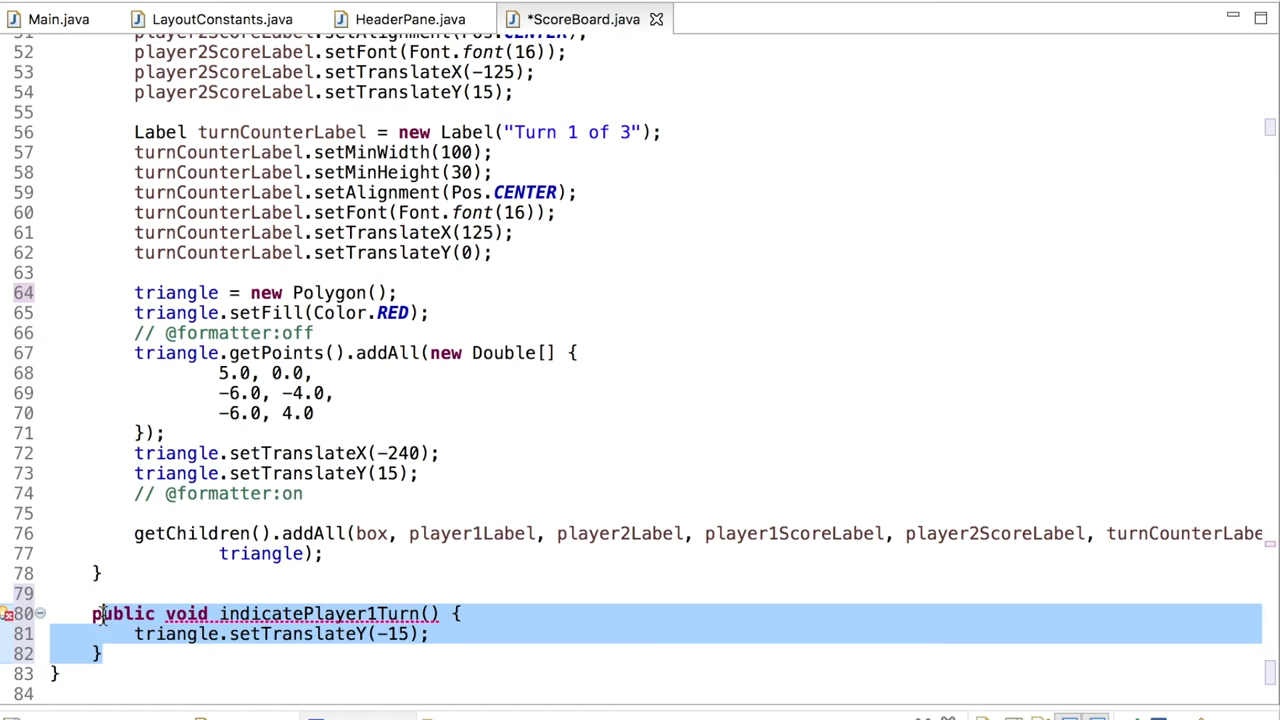 Main.java LayoutConstants.java HeaderPane.java *ScoreBoard.java
51 player2ScoreLabel.setAlignment(Pos.CENTER);
52 player2ScoreLabel.setFont(Font.font(16));
53 player2ScoreLabel.setTranslateX(-125);
54 player2ScoreLabel.setTranslateY(15);
55
56 Label turnCounterLabel = new Label("Turn 1 of 3");
57 turnCounterLabel.setMinWidth(100);
58 turnCounterLabel.setMinHeight(30);
59 turnCounterLabel.setAlignment(Pos.CENTER);
60 turnCounterLabel.setFont(Font.font(16));
61 turnCounterLabel.setTranslateX(125);
62 turnCounterLabel.setTranslateY(0);
63
64 triangle = new Polygon();
65 triangle.setFill(Color.RED);
66 // @formatter:off
67 triangle.getPoints().addAll(new Double[] {
68 5.0, 0.0,
69 -6.0, -4.0,
70 -6.0, 4.0
71 });
72 triangle.setTranslateX(-240);
73 triangle.setTranslateY(15);
74 // @formatter:on
75
76 getChildren().addAll(box, player1Label, player2Label, player1ScoreLabel, player2ScoreLabel, turnCounterLabe
77 triangle);
78 }
79
80 public void indicatePlayer1Turn() {
81 triangle.setTranslateY(-15);
82 }
83 }
84